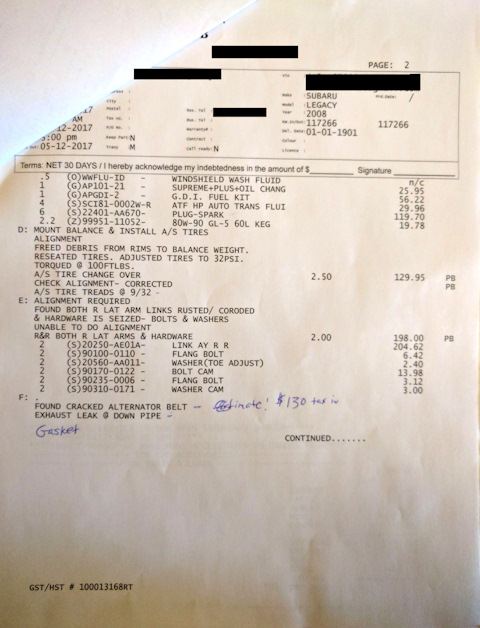 B
PAGE: 2
Vin
City
Make :SUBARU
Postal
Model :LEGACY
AM
Year :2008
12-2017
Warranty#:
117266 117266
3:00 pm
Keep Part:N
Contract :
Del. Date:01-01-1901
05-12-2017
Trans :M
Call ready:N
Colour :
Licence :
Terms: NET 30 DAYS / I hereby acknowledge my indebtedness in the amount of $ Signature
.5 (O)WWFLU-ID - WINDSHIELD WASH FLUID n/c
1 (G)AP101-21 - SUPREME+PLUS+OIL CHANG 25.95
1 (G)APGDI-2 - G.D.I. FUEL KIT 56.22
4 (S)SCI81-0002W-R ATF HP AUTO TRANS FLUI 29.96
6 (S)22401-AA670- PLUG-SPARK 119.70
2.2 (Z)99951-11052- 80W-90 GL-5 60L KEG 19.78
D: MOUNT BALANCE & INSTALL A/S TIRES
ALIGNMENT
FREED DEBRIS FROM RIMS TO BALANCE WEIGHT.
RESEATED TIRES. ADJUSTED TIRES TO 32PSI.
TORQUED @ 100FTLBS.
A/S TIRE CHANGE OVER 2.50 129.95 PB
CHECK ALIGNMENT- CORRECTED PB
A/S TIRE TREADS @ 9/32 -
E: ALIGNMENT REQUIRED
FOUND BOTH R LAT ARM LINKS RUSTED/ CORODED
& HARDWARE IS SEIZED- BOLTS & WASHERS
UNABLE TO DO ALIGNMENT
R&R BOTH R LAT ARMS & HARDWARE 2.00 198.00 PB
2 (S)20250-AE01A- LINK AY R R 204.62
2 (S)90100-0110 - FLANG BOLT 6.42
2 (S)20560-AA011- WASHER(TOE ADJUST) 2.40
2 (S)90170-0122 - BOLT CAM 13.98
2 (S)90235-0006 - FLANG BOLT 3.12
2 (S)90310-0171 - WASHER CAM 3.00
F: .
FOUND CRACKED ALTERNATOR BELT - estimate: $130 tax in
EXHAUST LEAK @ DOWN PIPE -
Gasket
CONTINUED.......
GST/HST # 100013168RT